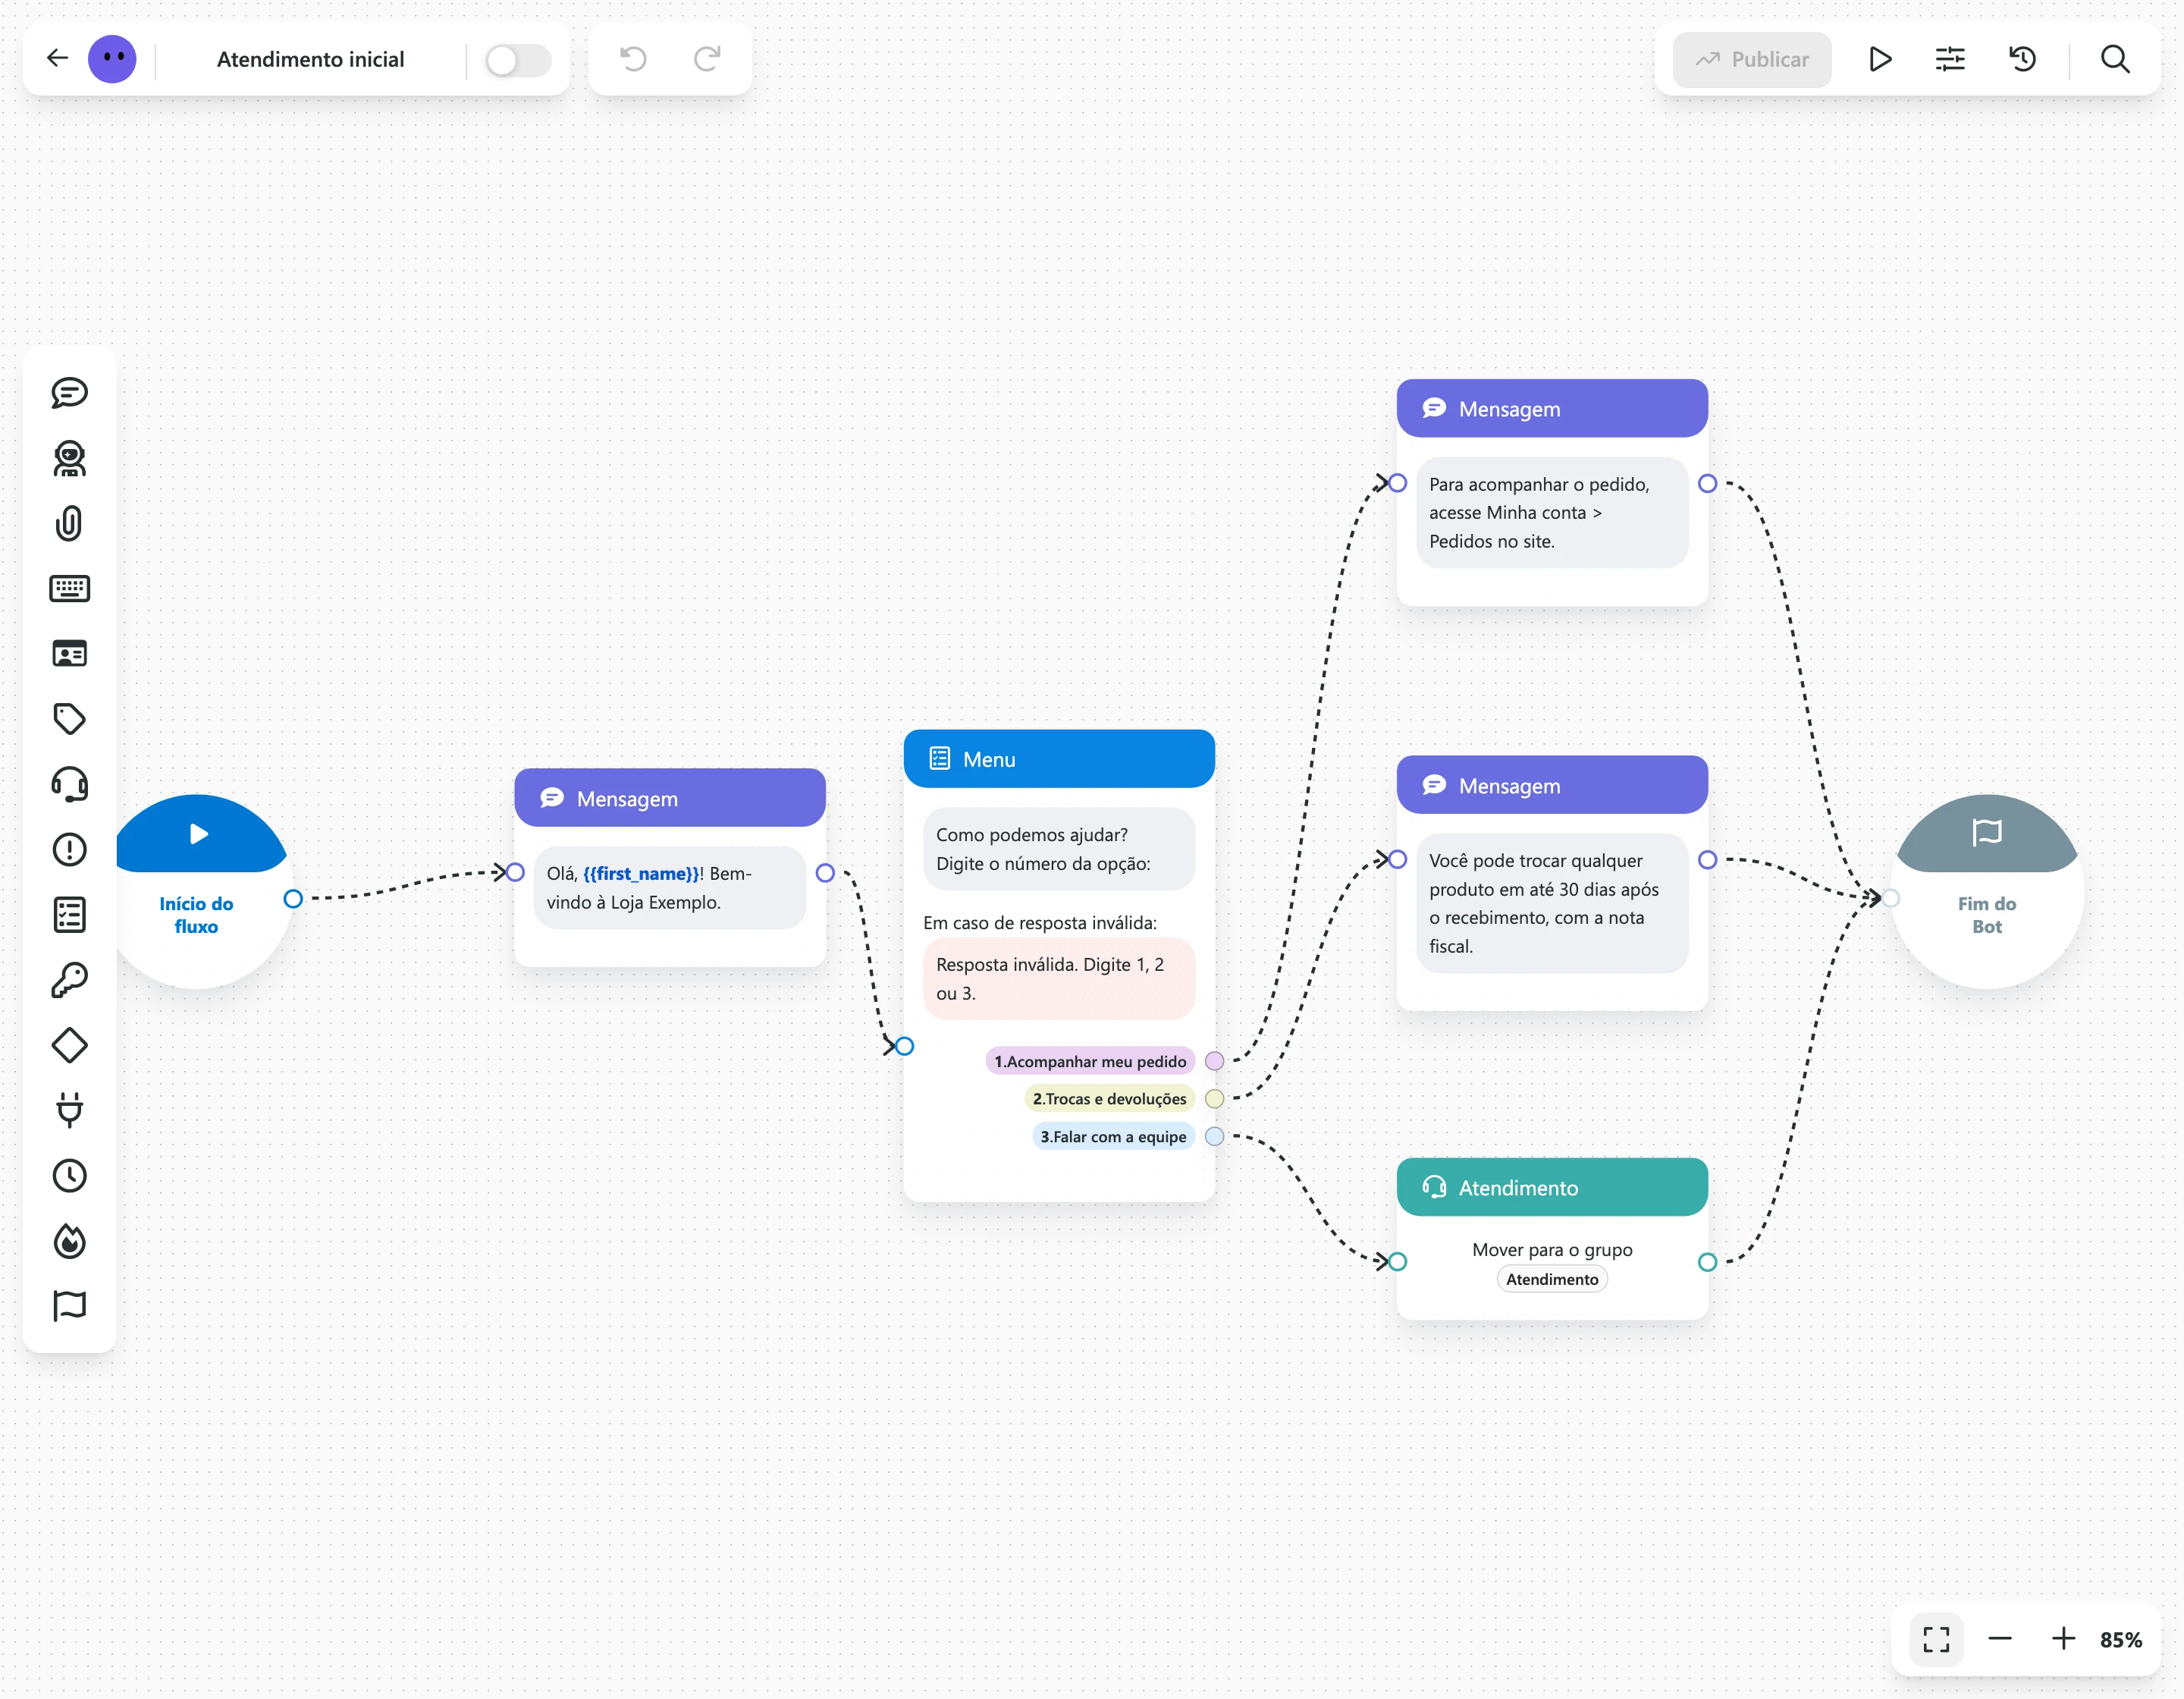 Atendimento inicial
Publicar
Início do
fluxo
Mensagem
Olá, {{first_name}}! Bem-
vindo à Loja Exemplo.
Menu
Como podemos ajudar?
Digite o número da opção:
Em caso de resposta inválida:
Resposta inválida. Digite 1, 2
ou 3.
1.Acompanhar meu pedido
2.Trocas e devoluções
3.Falar com a equipe
Mensagem
Para acompanhar o pedido,
acesse Minha conta >
Pedidos no site.
Mensagem
Você pode trocar qualquer
produto em até 30 dias após
o recebimento, com a nota
fiscal.
Atendimento
Mover para o grupo
Atendimento
Fim do
Bot
85%